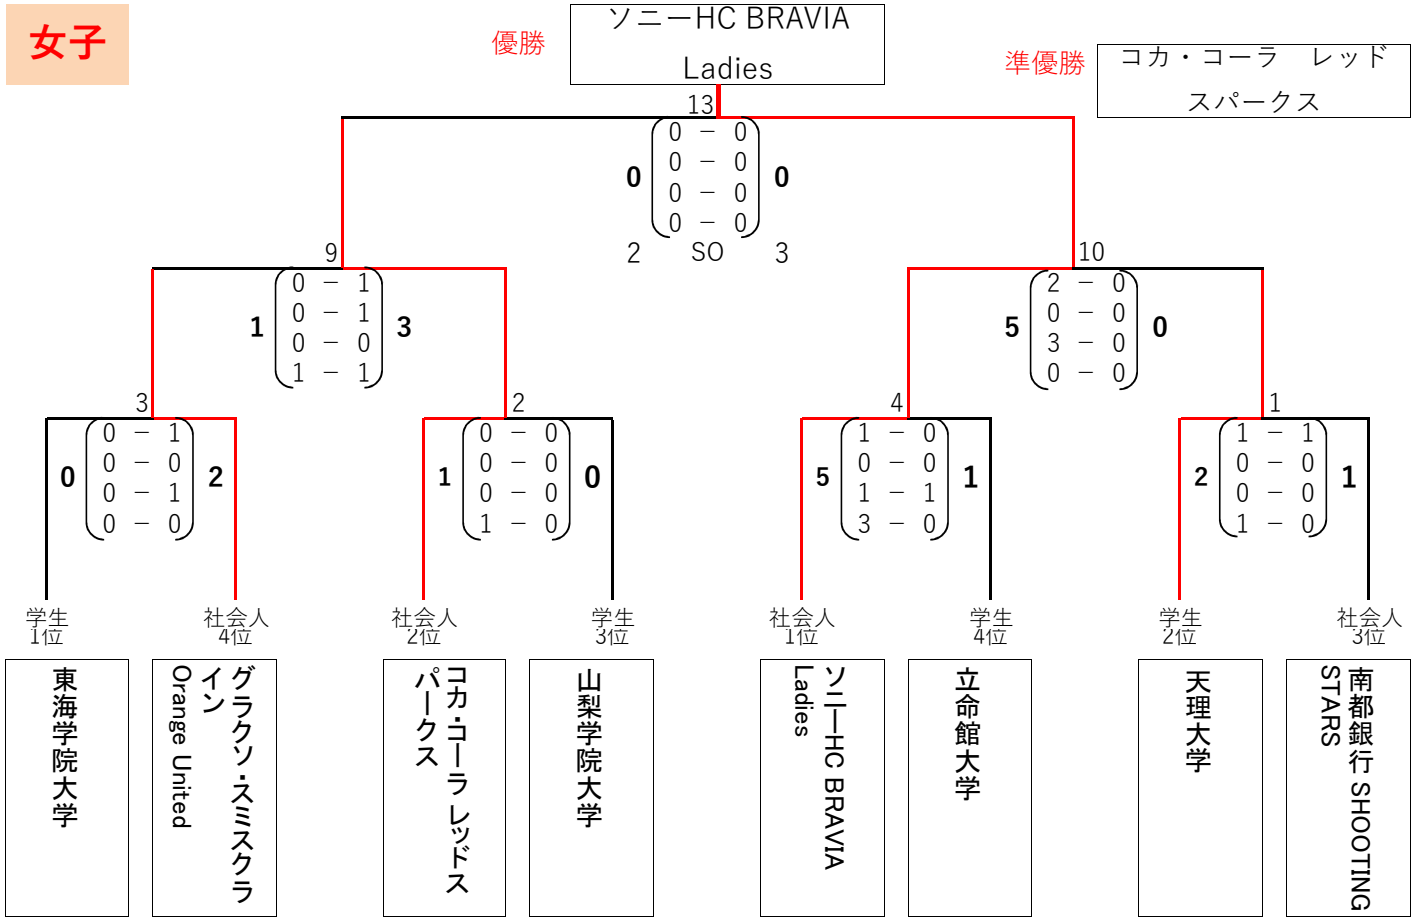 女子
優勝
ソニーHC BRAVIA
Ladies
準優勝
コカ・コーラ　レッド
スパークス
13
0 － 0
0 － 0
0 － 0
0 － 0
0
0
2 SO 3
9
0 － 1
0 － 1
0 － 0
1 － 1
1
3
10
2 － 0
0 － 0
3 － 0
0 － 0
5
0
3
0 － 1
0 － 0
0 － 1
0 － 0
0
2
2
0 － 0
0 － 0
0 － 0
1 － 0
1
0
4
1 － 0
0 － 0
1 － 1
3 － 0
5
1
1
1 － 1
0 － 0
0 － 0
1 － 0
2
1
学生
1位
社会人
4位
社会人
2位
学生
3位
社会人
1位
学生
4位
学生
2位
社会人
3位
東海学院大学
グラクソ・スミスクラ
イン
Orange United
コカ・コーラ レッドス
パークス
山梨学院大学
ソニーHC BRAVIA
Ladies
立命館大学
天理大学
南都銀行 SHOOTING
STARS